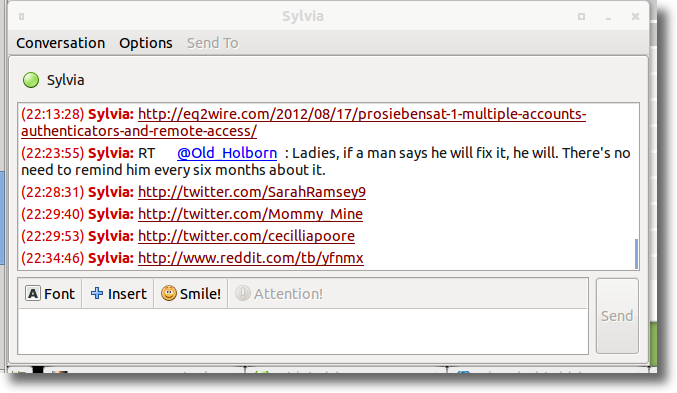 Sylvia
Conversation Options Send To
Sylvia
(22:13:28) Sylvia: http://eq2wire.com/2012/08/17/prosiebensat-1-multiple-accounts-
authenticators-and-remote-access/
(22:23:55) Sylvia: RT @Old_Holborn : Ladies, if a man says he will fix it, he will. There's no
need to remind him every six months about it.
(22:28:31) Sylvia: http://twitter.com/SarahRamsey9
(22:29:40) Sylvia: http://twitter.com/Mommy_Mine
(22:29:53) Sylvia: http://twitter.com/cecilliapoore
(22:34:46) Sylvia: http://www.reddit.com/tb/yfnmx
A Font Insert Smile! Attention!
Send